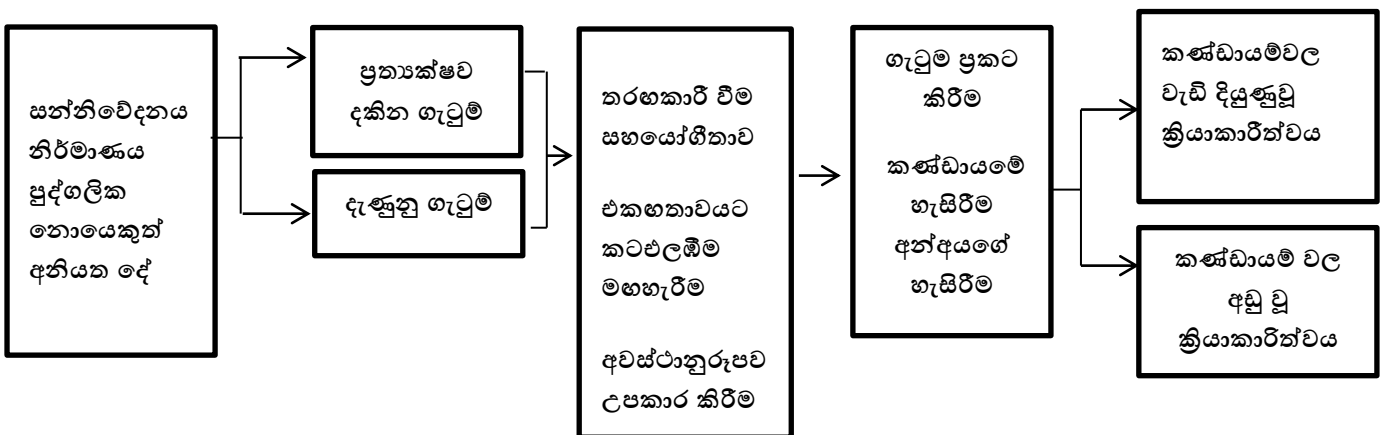 සන්නිවේදනය
නිර්මාණය
පුද්ගලික
නොයෙකුත්
අනියත දේ
ප්‍රත්‍යක්ෂව
දකින ගැටුම්
දැණුනු ගැටුම්
තරඟකාරී වීම
සහයෝගීතාව
එකඟතාවයට
කටඑලඹීම
මඟහැරීම
අවස්ථානුරූපව
උපකාර කිරීම
ගැටුම ප්‍රකට
කිරීම
කණ්ඩායමේ
හැසිරීම
අන්අයගේ
හැසිරීම
කණ්ඩායම්වල
වැඩි දියුණුවූ
ක්‍රියාකාරීත්වය
කණ්ඩායම් වල
අඩු වූ
ක්‍රියාකාරිත්වය